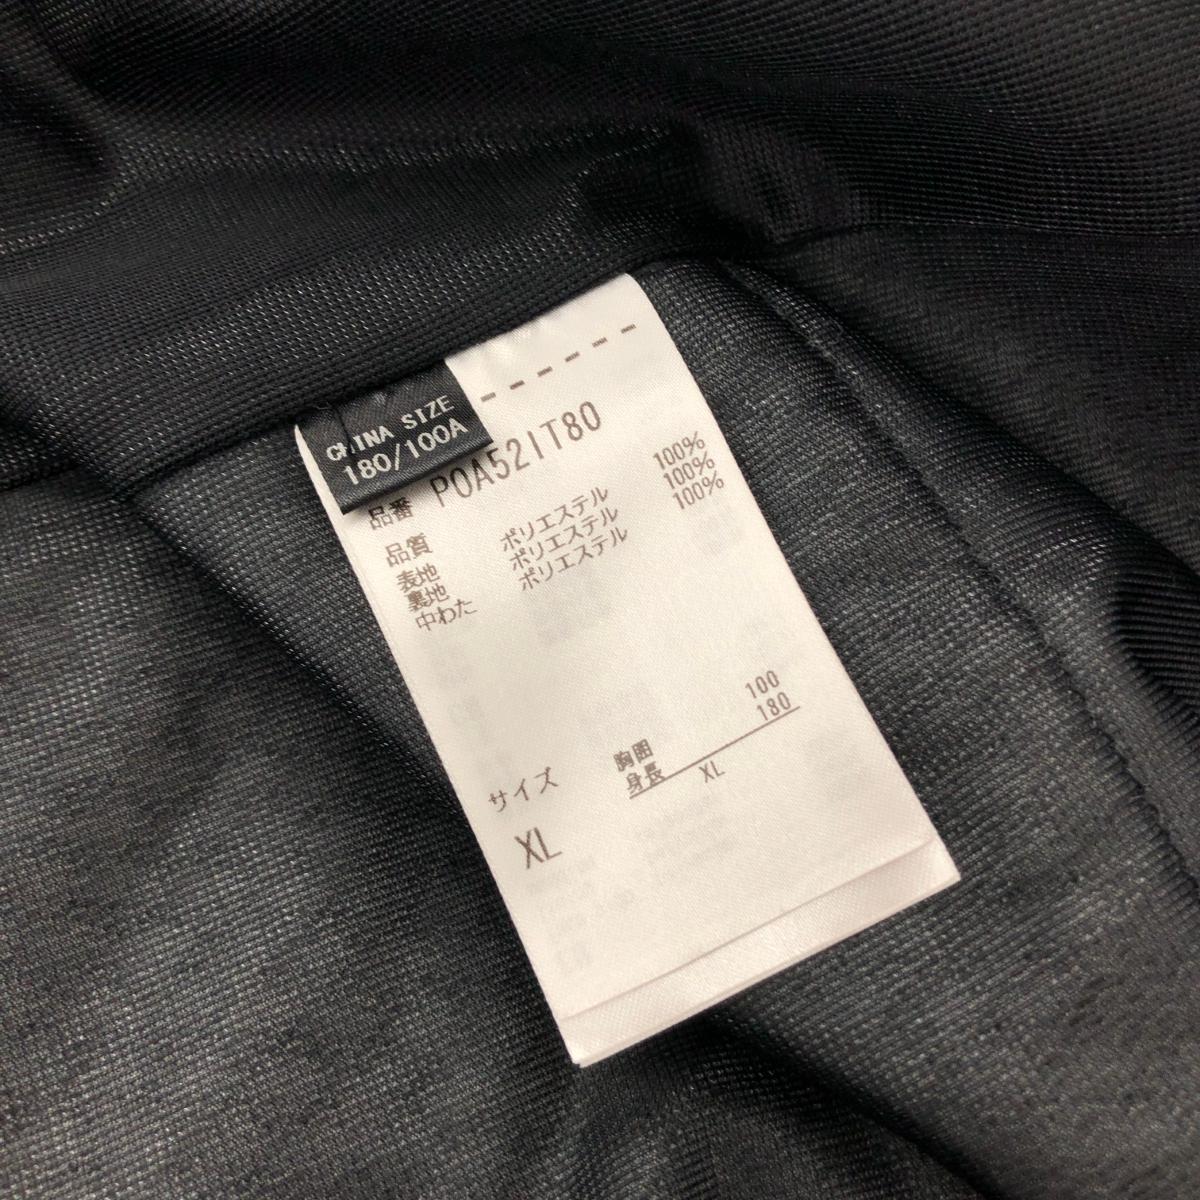 CHINA SIZE
180/100A
品番 POA521T80
品質
表地 ポリエステル 100%
裏地 ポリエステル 100%
中わた ポリエステル 100%
サイズ
XL
胸囲 100
身長 180
XL